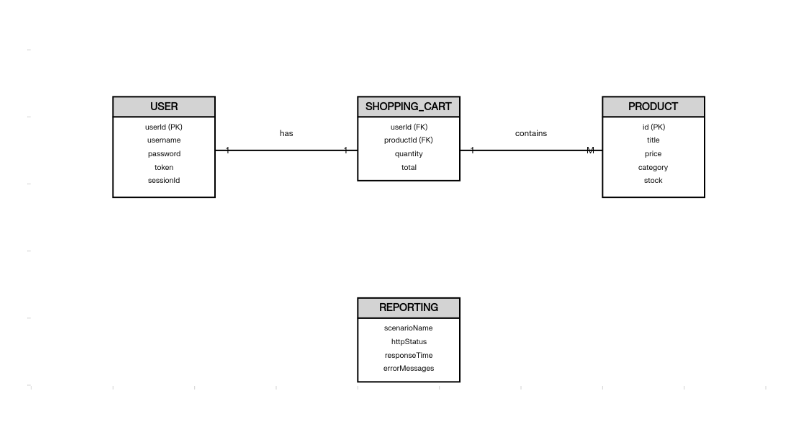 USER
userId (PK)
username
password
token
sessionId
has
1
1
SHOPPING_CART
userId (FK)
productId (FK)
quantity
total
contains
1
M
PRODUCT
id (PK)
title
price
category
stock
REPORTING
scenarioName
httpStatus
responseTime
errorMessages